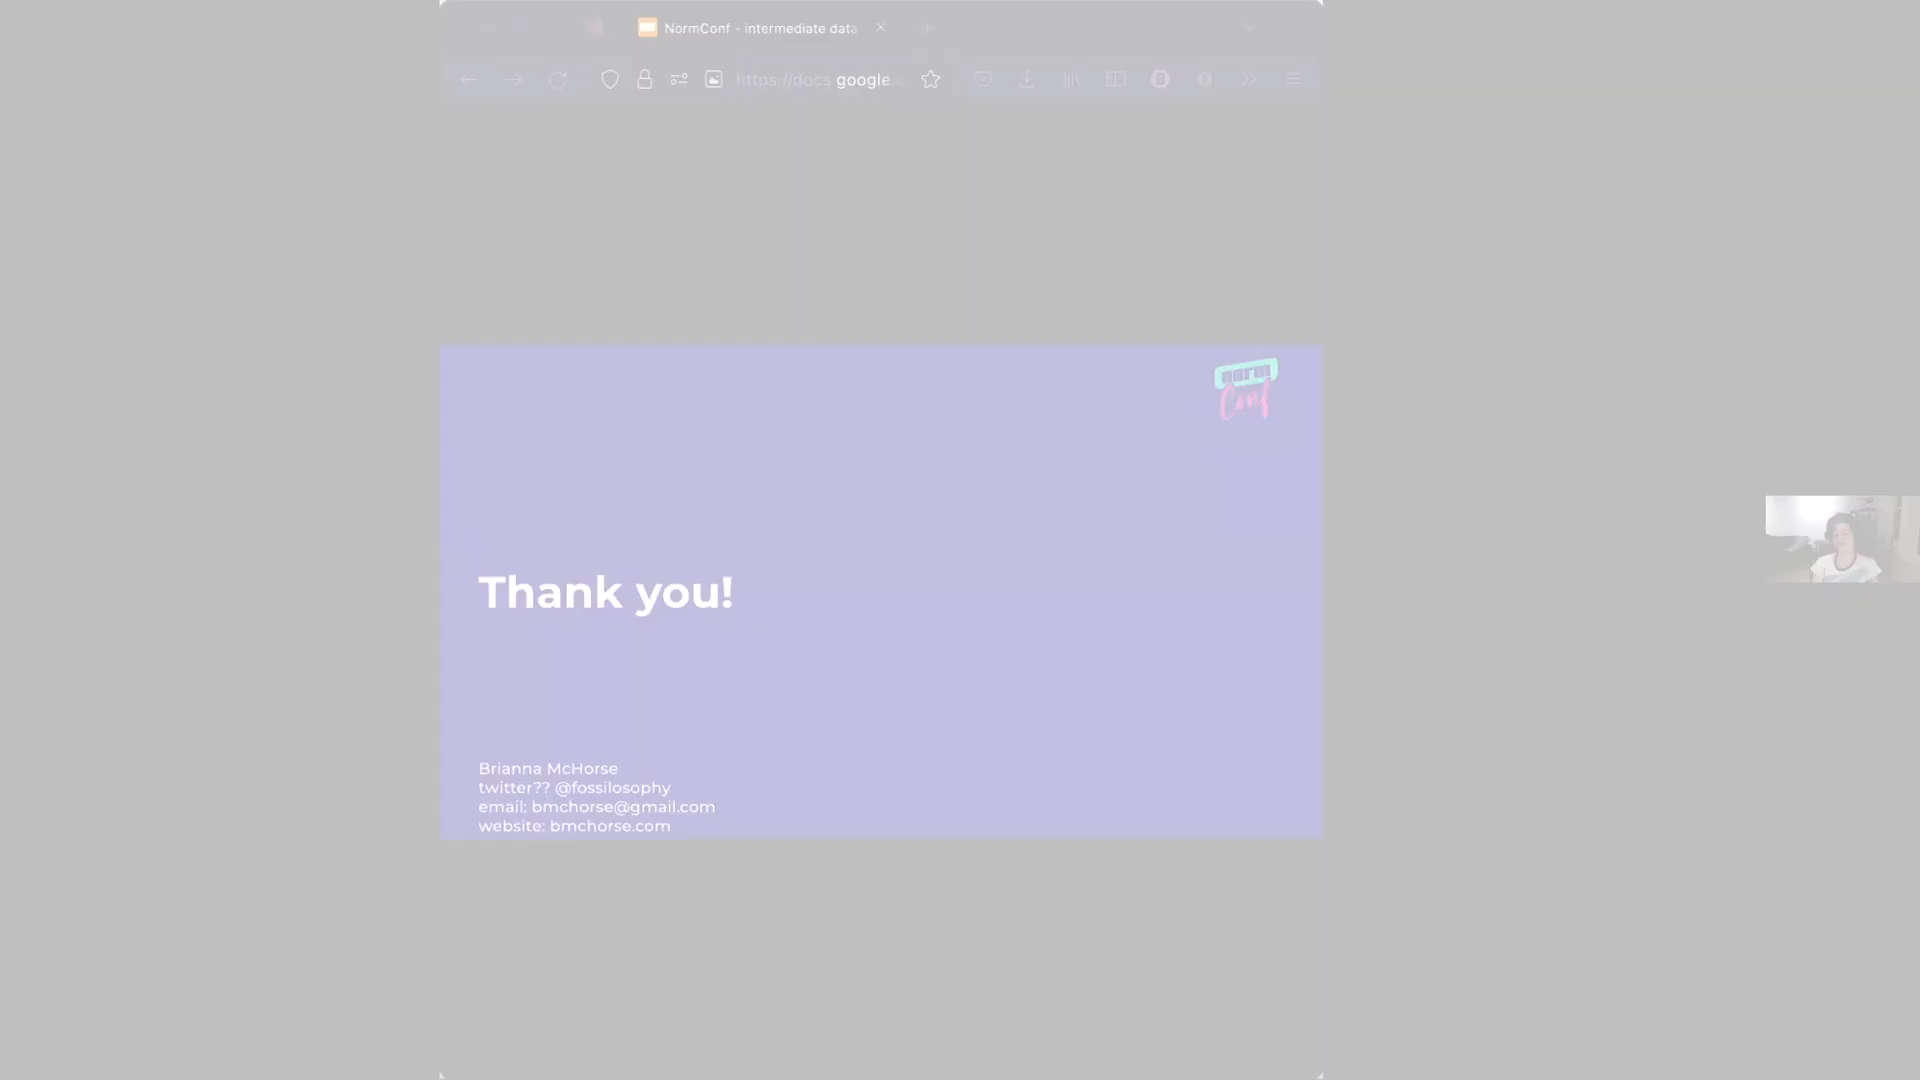 NormConf - intermediate data
https://docs.google.
Conf
Thank you!
Brianna McHorse
twitter?? @fossilosophy
email: bmchorse@gmail.com
website: bmchorse.com